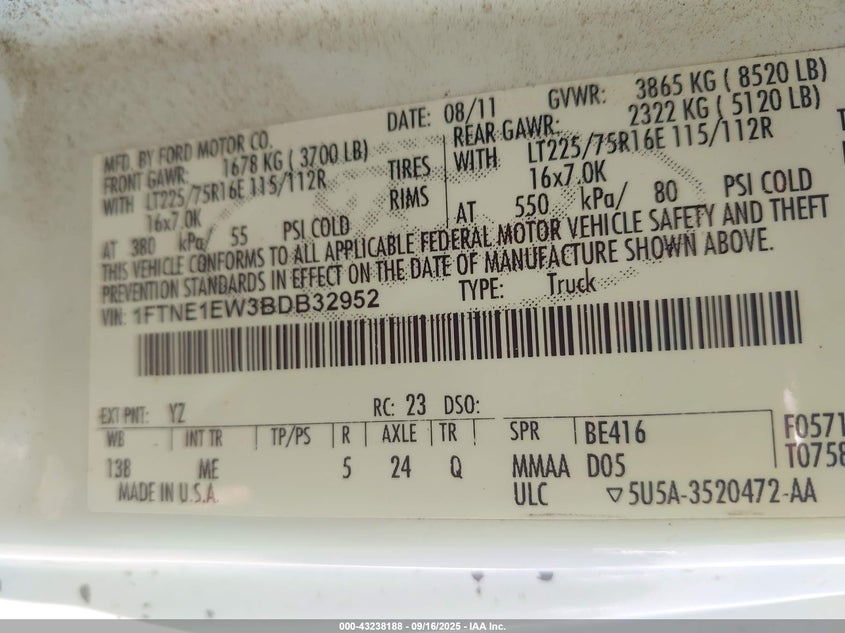 MFD. BY FORD MOTOR CO.
DATE: 08/11 GVWR: 3865 KG ( 8520 LB)
FRONT GAWR: 1678 KG ( 3700 LB)
REAR GAWR: 2322 KG ( 5120 LB)
WITH LT225/75R16E 115/112R TIRES
WITH LT225/75R16E 115/112R
16x7.0K RIMS 16x7.0K
AT 380 kPa/ 55 PSI COLD
AT 550 kPa/ 80 PSI COLD
THIS VEHICLE CONFORMS TO ALL APPLICABLE FEDERAL MOTOR VEHICLE SAFETY AND THEFT
PREVENTION STANDARDS IN EFFECT ON THE DATE OF MANUFACTURE SHOWN ABOVE.
VIN: 1FTNE1EW3BDB32952 TYPE: Truck
EXT PNT: YZ RC: 23 DSO:
WB INT TR TP/PS R AXLE TR SPR BE416 F0571
138 ME 5 24 Q MMAA D05 T0758
MADE IN U.S.A. ULC ▽5U5A-3520472-AA
000-43238188 - 09/16/2025 - IAA Inc.